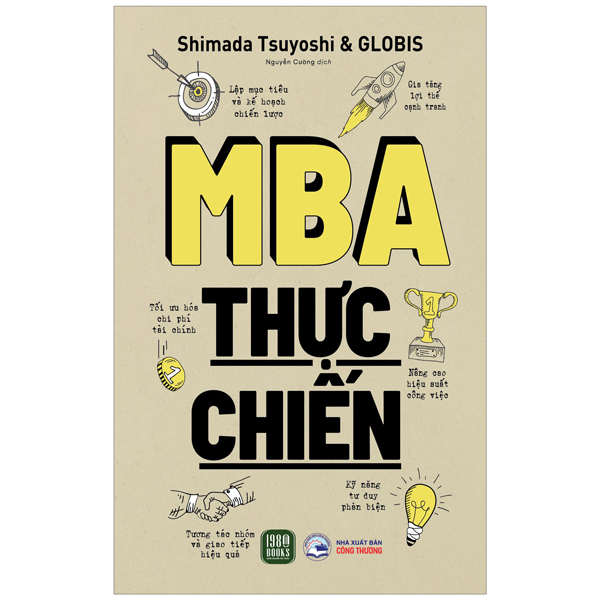 Shimada Tsuyoshi & GLOBIS
Nguyễn Cường dịch
Lập mục tiêu
và kế hoạch
chiến lược
Gia tăng
lợi thế
cạnh tranh
MBA
THỰC
CHIẾN
Tối ưu hóa
chi phí
tài chính
1
1
Nâng cao
hiệu suất
công việc
Kỹ năng
tư duy
phản biện
Tương tác nhóm
và giao tiếp
hiệu quả
1980
BOOKS
NHÀ XUẤT BẢN
CÔNG THƯƠNG